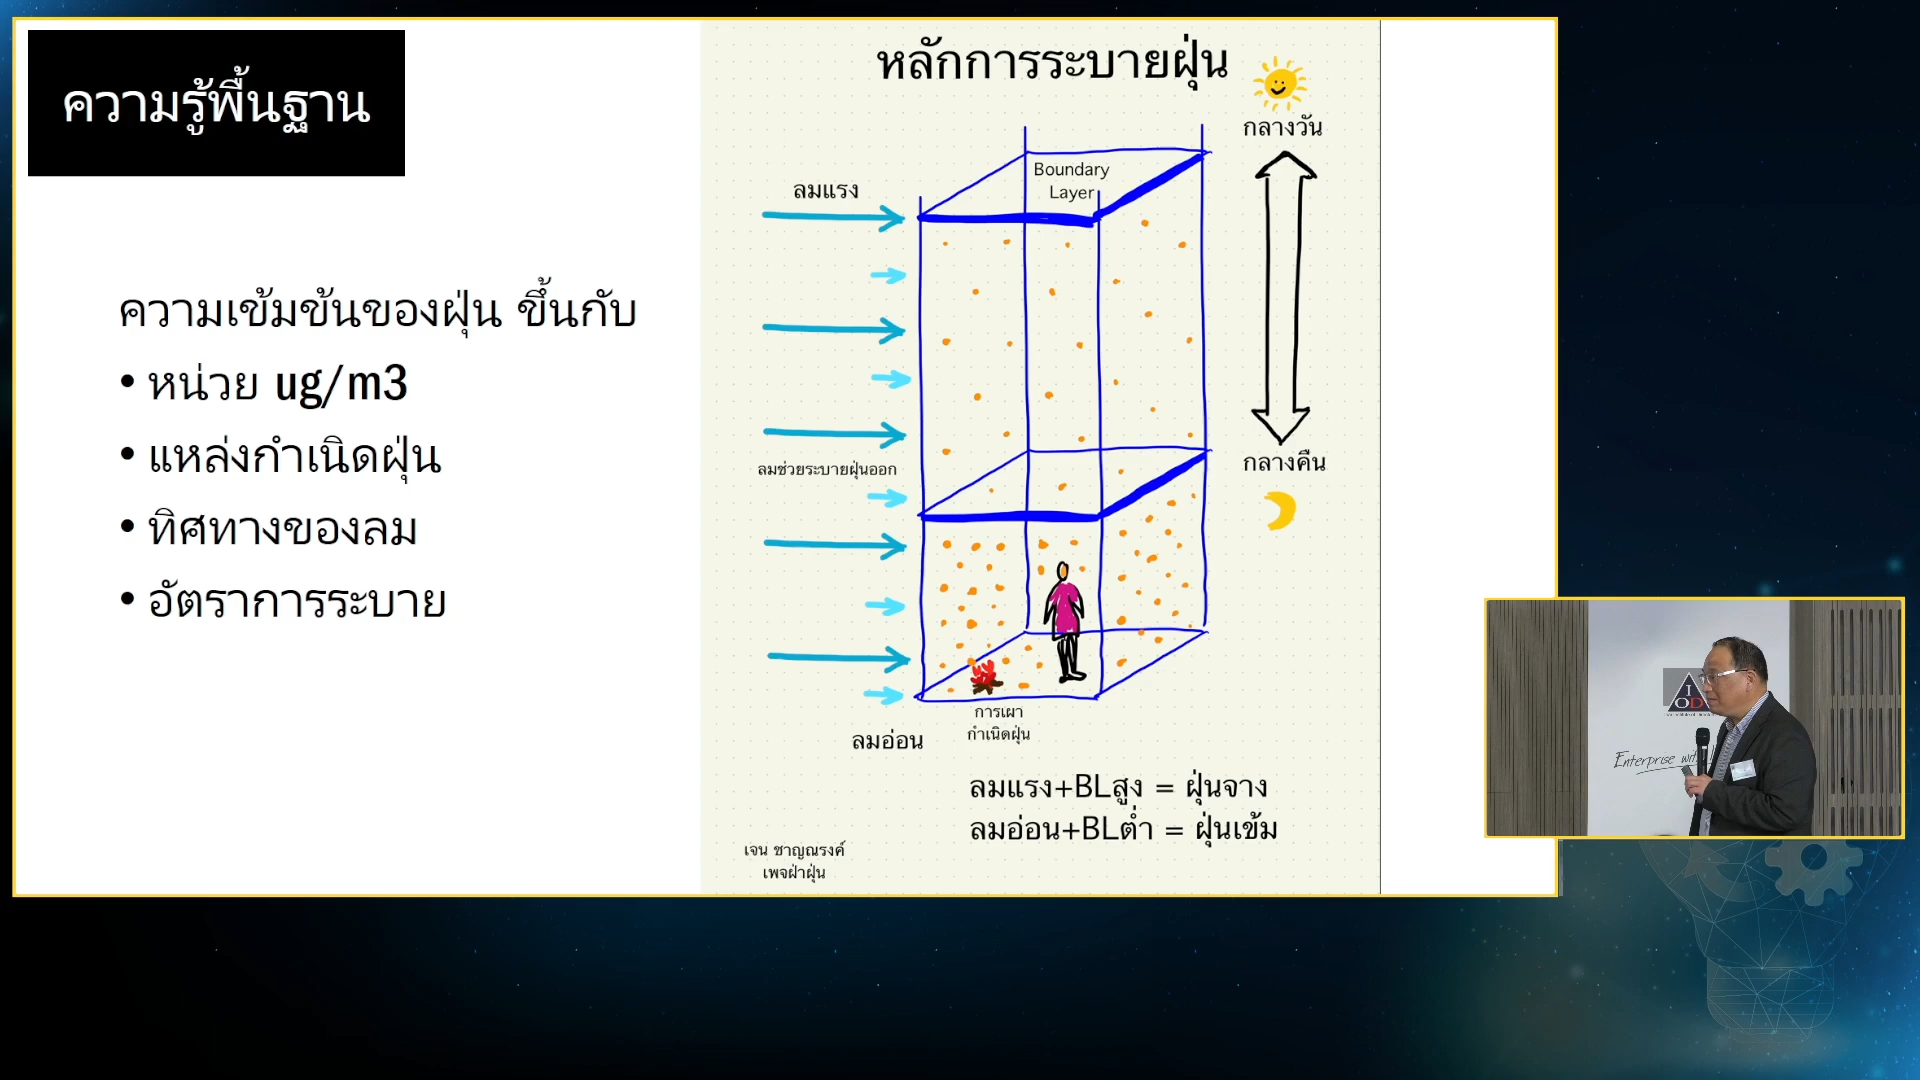 ความรู้พื้นฐาน
ความเข้มข้นของฝุ่น ขึ้นกับ
• หน่วย ug/m3
• แหล่งกำเนิดฝุ่น
• ทิศทางของลม
• อัตราการระบาย
หลักการระบายฝุ่น
กลางวัน
Boundary
Layer
ลมแรง
ลมช่วยระบายฝุ่นออก
กลางคืน
การเผา
กำเนิดฝุ่น
ลมอ่อน
ลมแรง+BLสูง = ฝุ่นจาง
ลมอ่อน+BLต่ำ = ฝุ่นเข้ม
เจน ชาญณรงค์
เพจฝ่าฝุ่น
I
OD
Enterprise